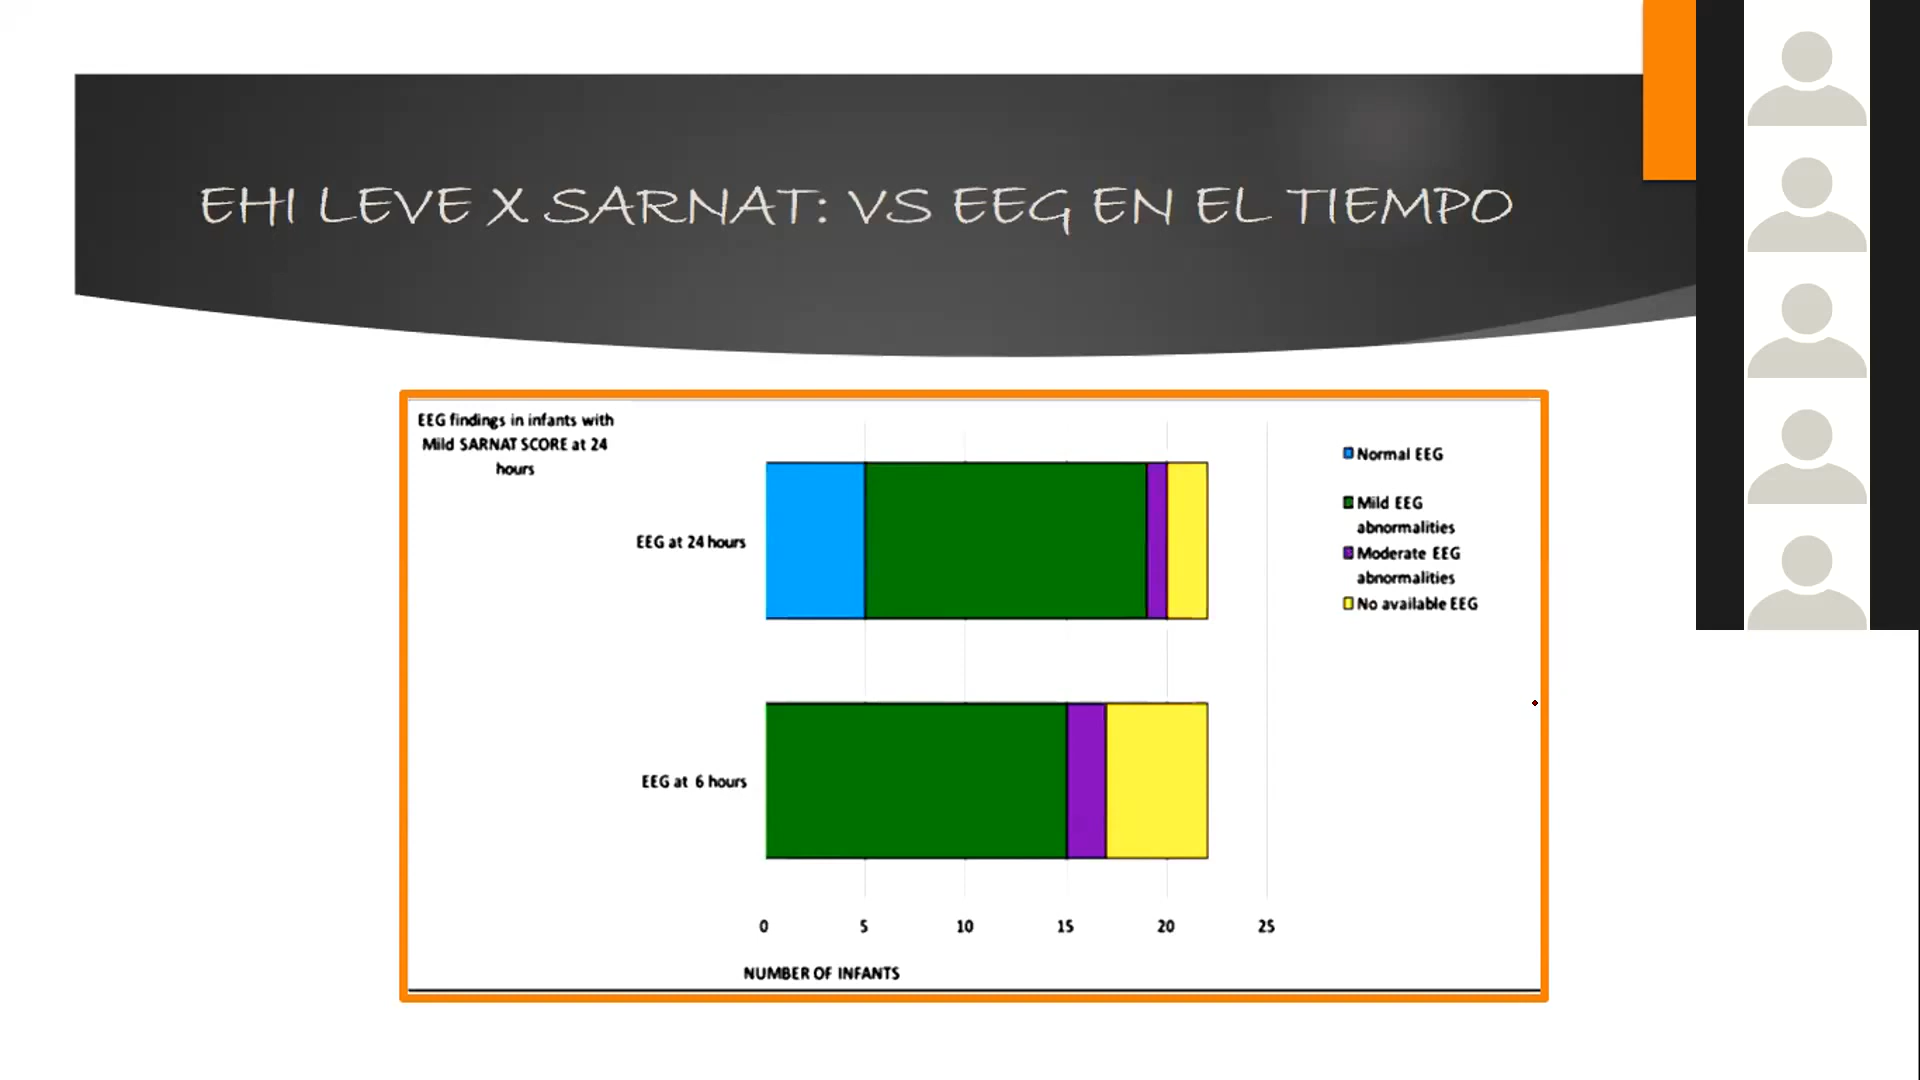 EHI LEVE X SARNAT: VS EEG EN EL TIEMPO
EEG findings in infants with
Mild SARNAT SCORE at 24
hours
EEG at 24 hours
EEG at 6 hours
Normal EEG
Mild EEG
abnormalities
Moderate EEG
abnormalities
No available EEG
0 5 10 15 20 25
NUMBER OF INFANTS